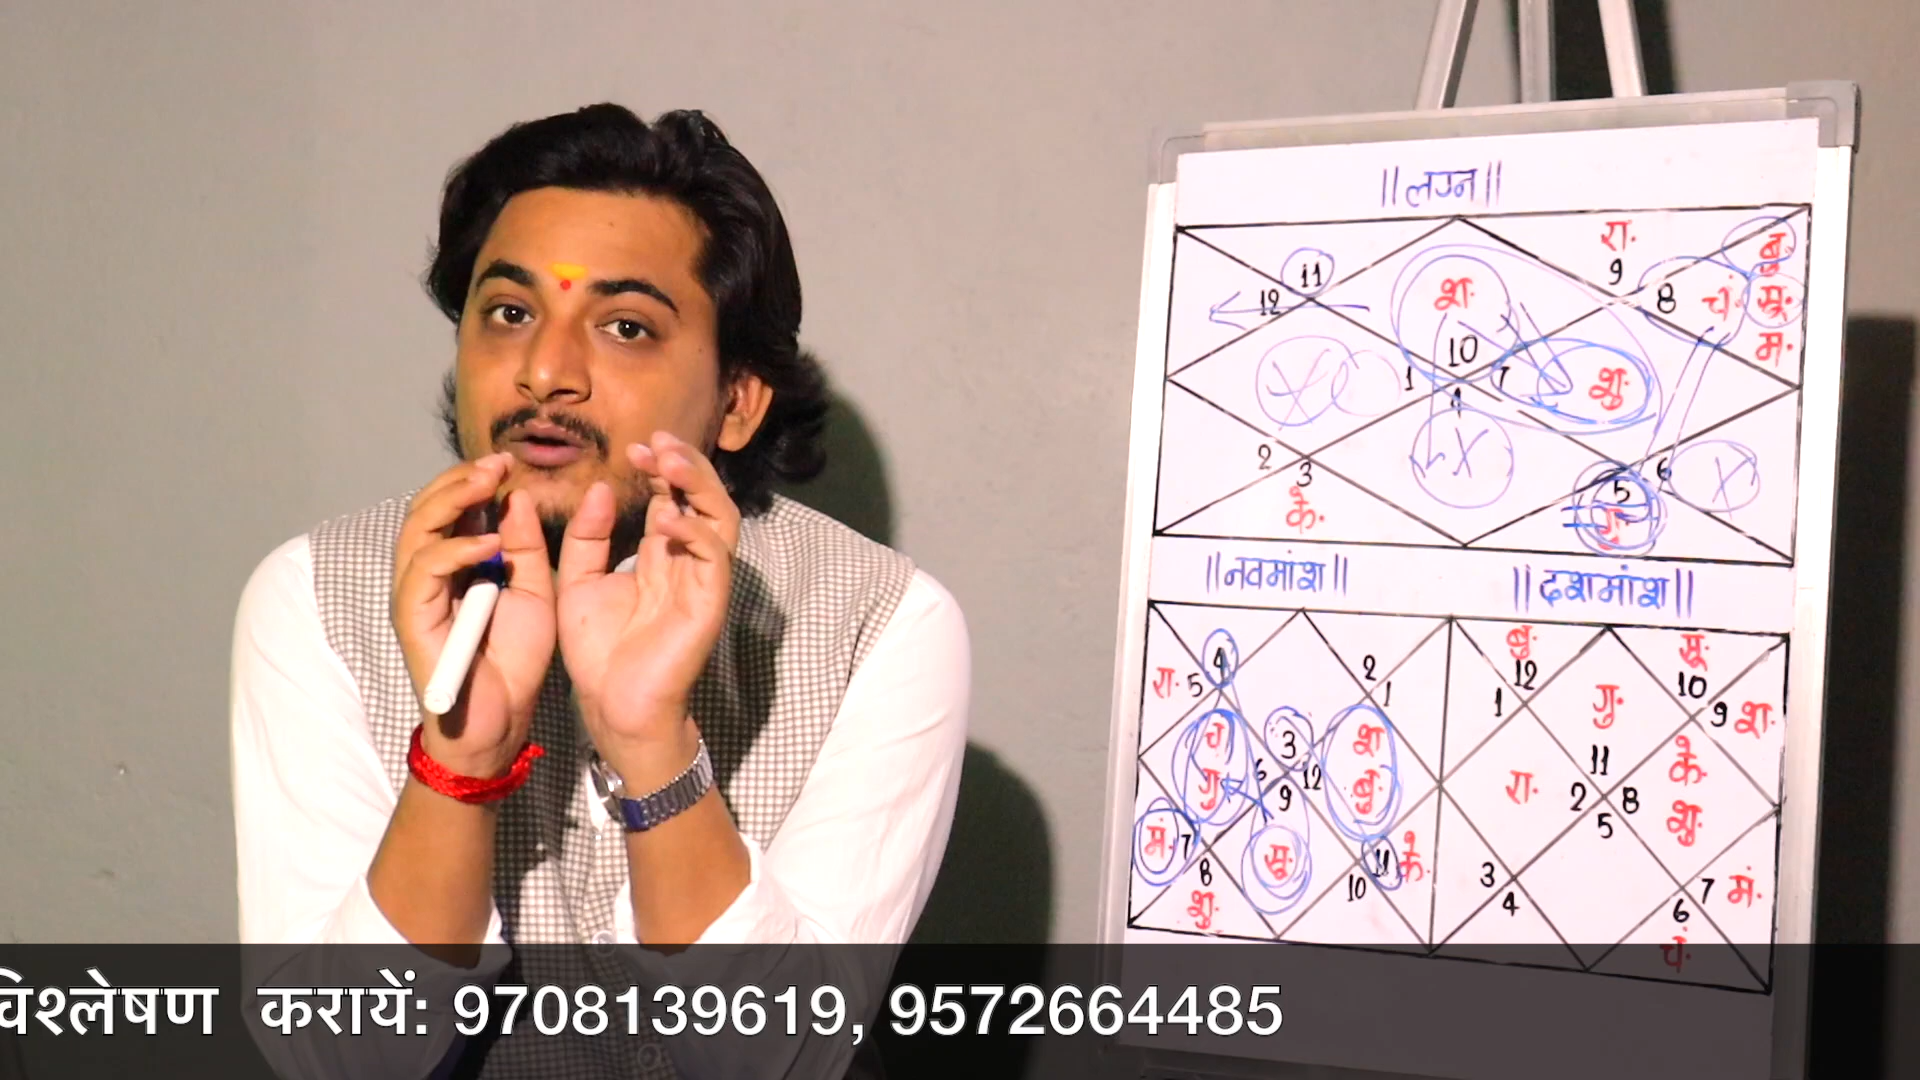 ||लग्न||
रा. बु.
11 श. 9 8 चं. सू.
12 मं.
10
1 7 शु.
4
2 3 6
5
के. गु.
||नवमांश|| ||दशमांश||
4 2 बु. सू.
रा. 5 1 12 10
1 गु. 9 श.
चं 3 श
गु. 6 12 बु. 11 के.
9 रा. 2 8
5 शु.
मं. 7 सू. 11 के.
8 10 3 7 मं.
शु. 4 6
चं.
विश्लेषण करायें: 9708139619, 9572664485